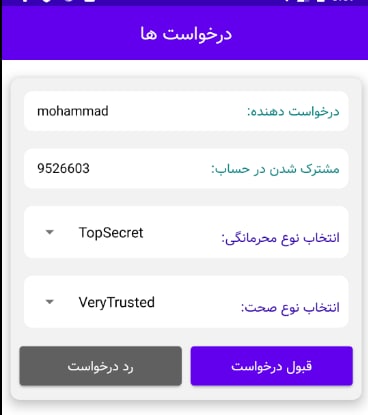 درخواست ها
درخواست دهنده: mohammad
مشترک شدن در حساب: 9526603
انتخاب نوع محرمانگی: TopSecret
انتخاب نوع صحت: VeryTrusted
قبول درخواست رد درخواست